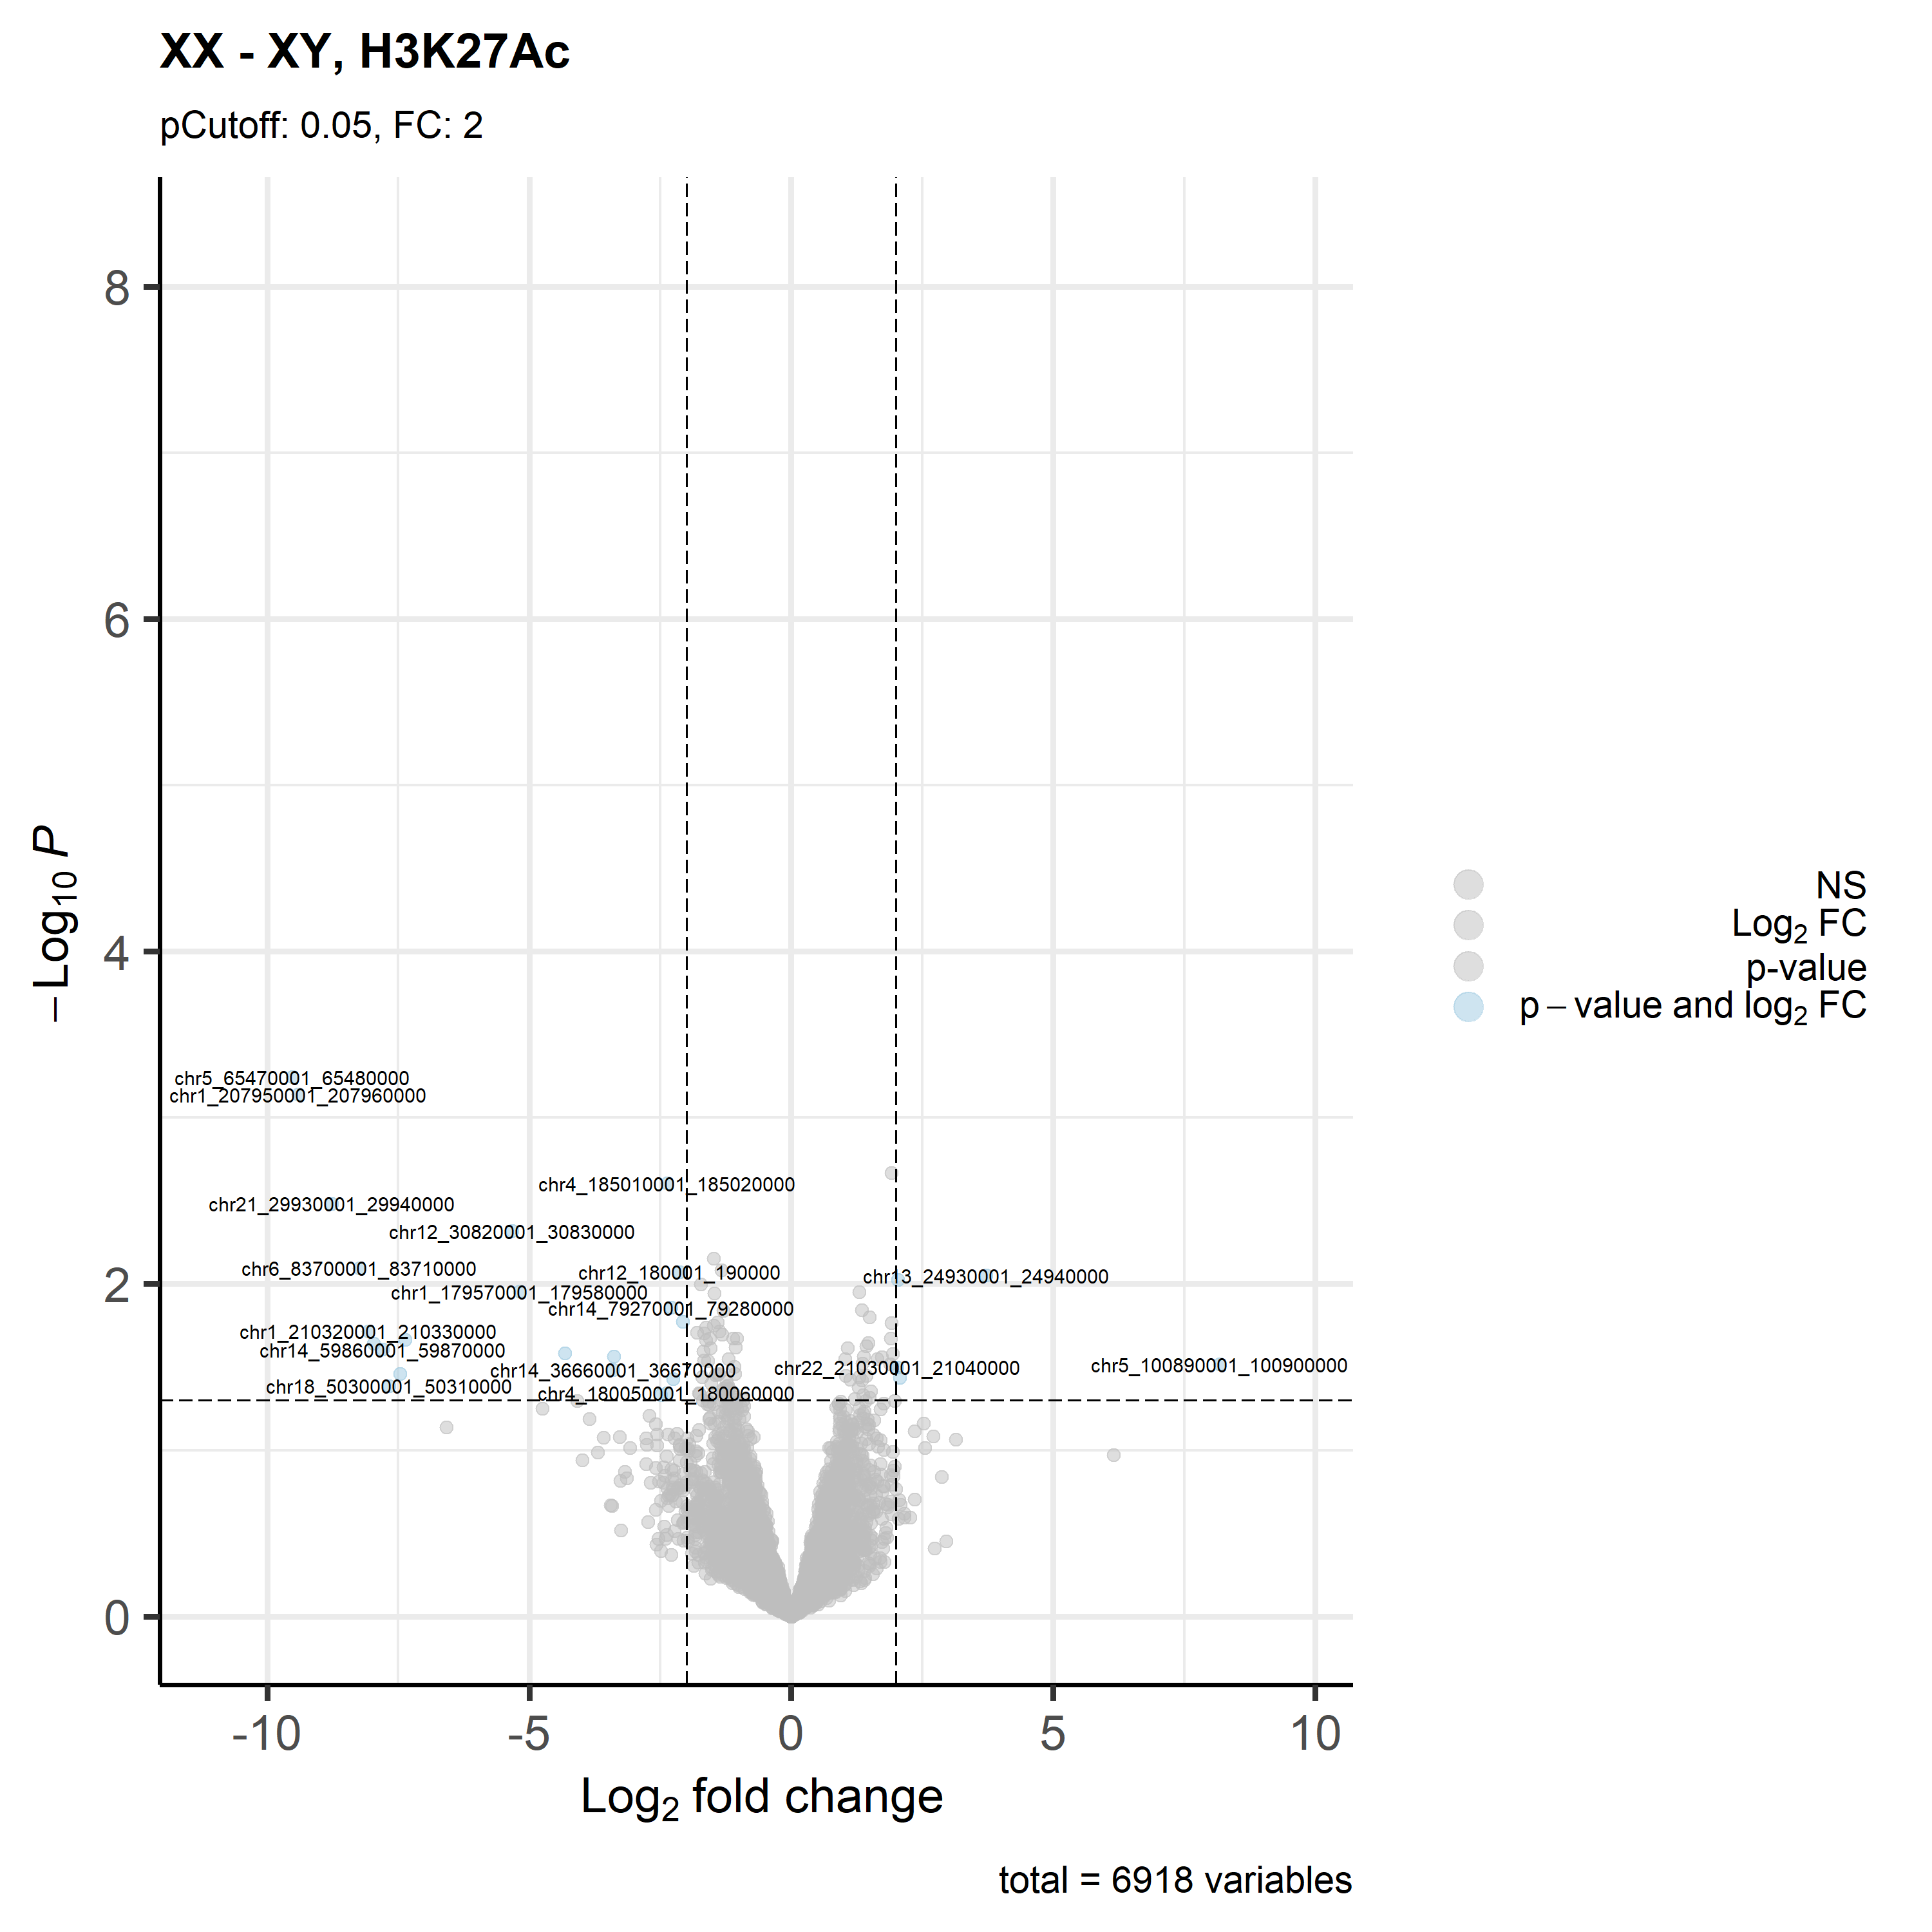 XX - XY, H3K27Ac
pCutoff: 0.05, FC: 2
8
6
4
2
0
−Log10 P
chr5_65470001_65480000
chr1_207950001_207960000
chr4_185010001_185020000
chr21_29930001_29940000
chr12_30820001_30830000
chr6_83700001_83710000
chr12_180001_190000
chr13_24930001_24940000
chr1_179570001_179580000
chr14_79270001_79280000
chr1_210320001_210330000
chr14_59860001_59870000
chr14_36660001_36670000
chr22_21030001_21040000
chr5_100890001_100900000
chr18_50300001_50310000
chr4_180050001_180060000
-10 -5 0 5 10
Log2 fold change
NS
Log2 FC
p-value
p − value and log2 FC
total = 6918 variables